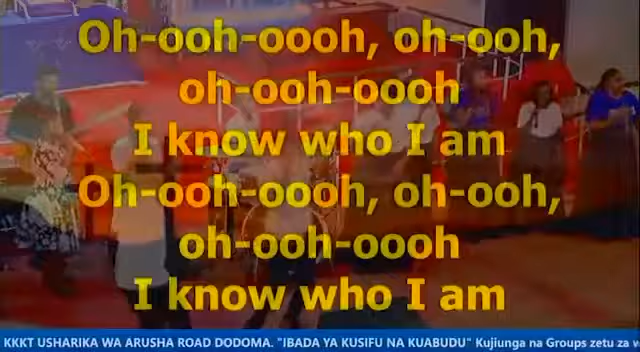 Oh-ooh-oooh, oh-ooh,
oh-ooh-oooh
I know who I am
Oh-ooh-oooh, oh-ooh,
oh-ooh-oooh
I know who I am
KKKT USHARIKA WA ARUSHA ROAD DODOMA. "IBADA YA KUSIFU NA KUABUDU" Kujiunga na Groups zetu za